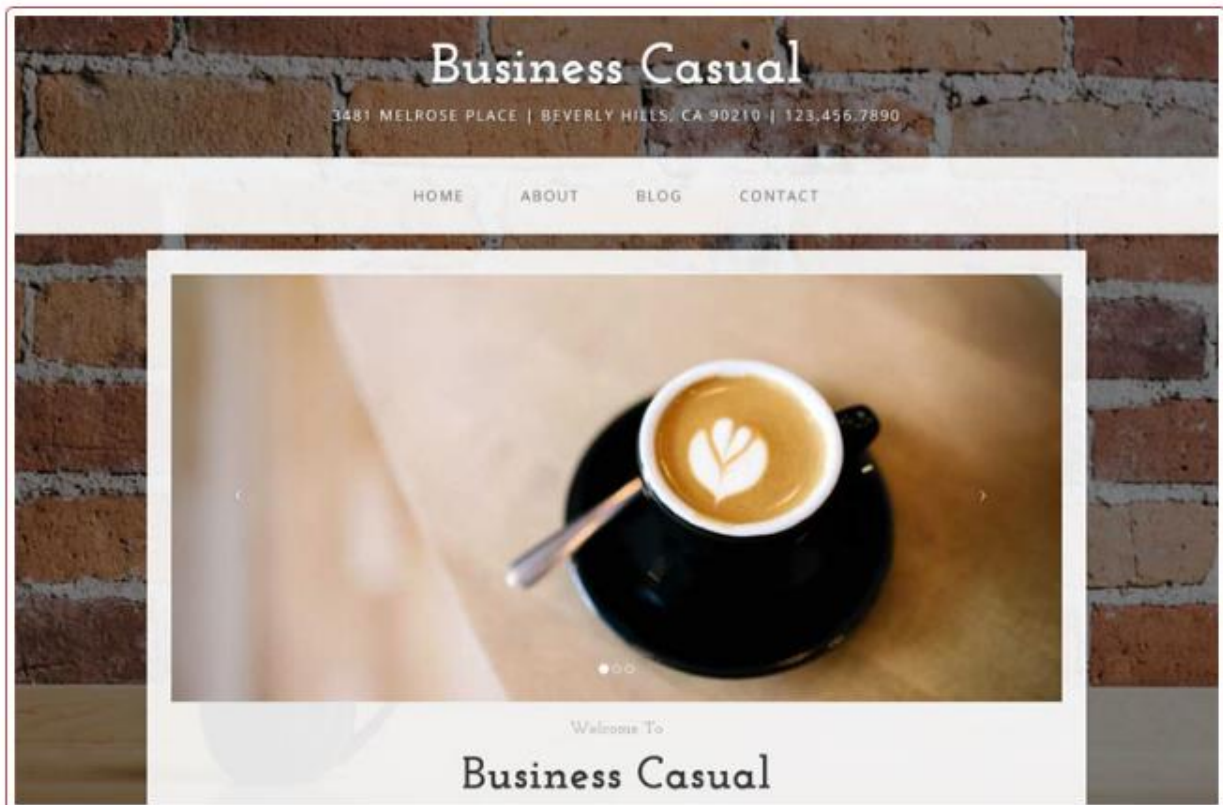 Business Casual
3481 MELROSE PLACE | BEVERLY HILLS, CA 90210 | 123.456.7890
HOME ABOUT BLOG CONTACT
Welcome To
Business Casual